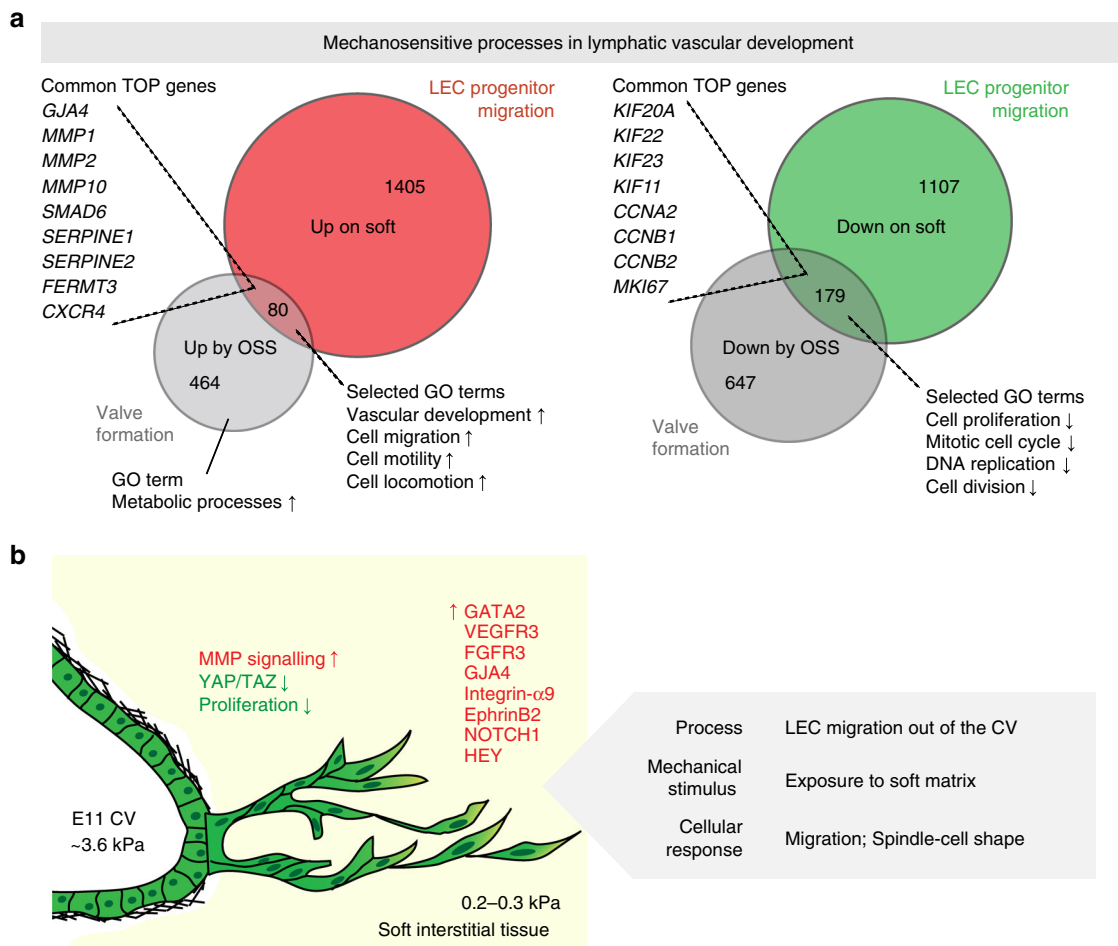 a
Mechanosensitive processes in lymphatic vascular development
Common TOP genes
GJA4
MMP1
MMP2
MMP10
SMAD6
SERPINE1
SERPINE2
FERMT3
CXCR4
LEC progenitor
migration
1405
Up on soft
80
Up by OSS
464
Valve
formation
GO term
Metabolic processes ↑
Selected GO terms
Vascular development ↑
Cell migration ↑
Cell motility ↑
Cell locomotion ↑
Common TOP genes
KIF20A
KIF22
KIF23
KIF11
CCNA2
CCNB1
CCNB2
MKI67
LEC progenitor
migration
1107
Down on soft
179
Down by OSS
647
Valve
formation
Selected GO terms
Cell proliferation ↓
Mitotic cell cycle ↓
DNA replication ↓
Cell division ↓
b
MMP signalling ↑
YAP/TAZ ↓
Proliferation ↓
↑ GATA2
VEGFR3
FGFR3
GJA4
Integrin-α9
EphrinB2
NOTCH1
HEY
E11 CV
~3.6 kPa
0.2–0.3 kPa
Soft interstitial tissue
Process LEC migration out of the CV
Mechanical
stimulus Exposure to soft matrix
Cellular
response Migration; Spindle-cell shape